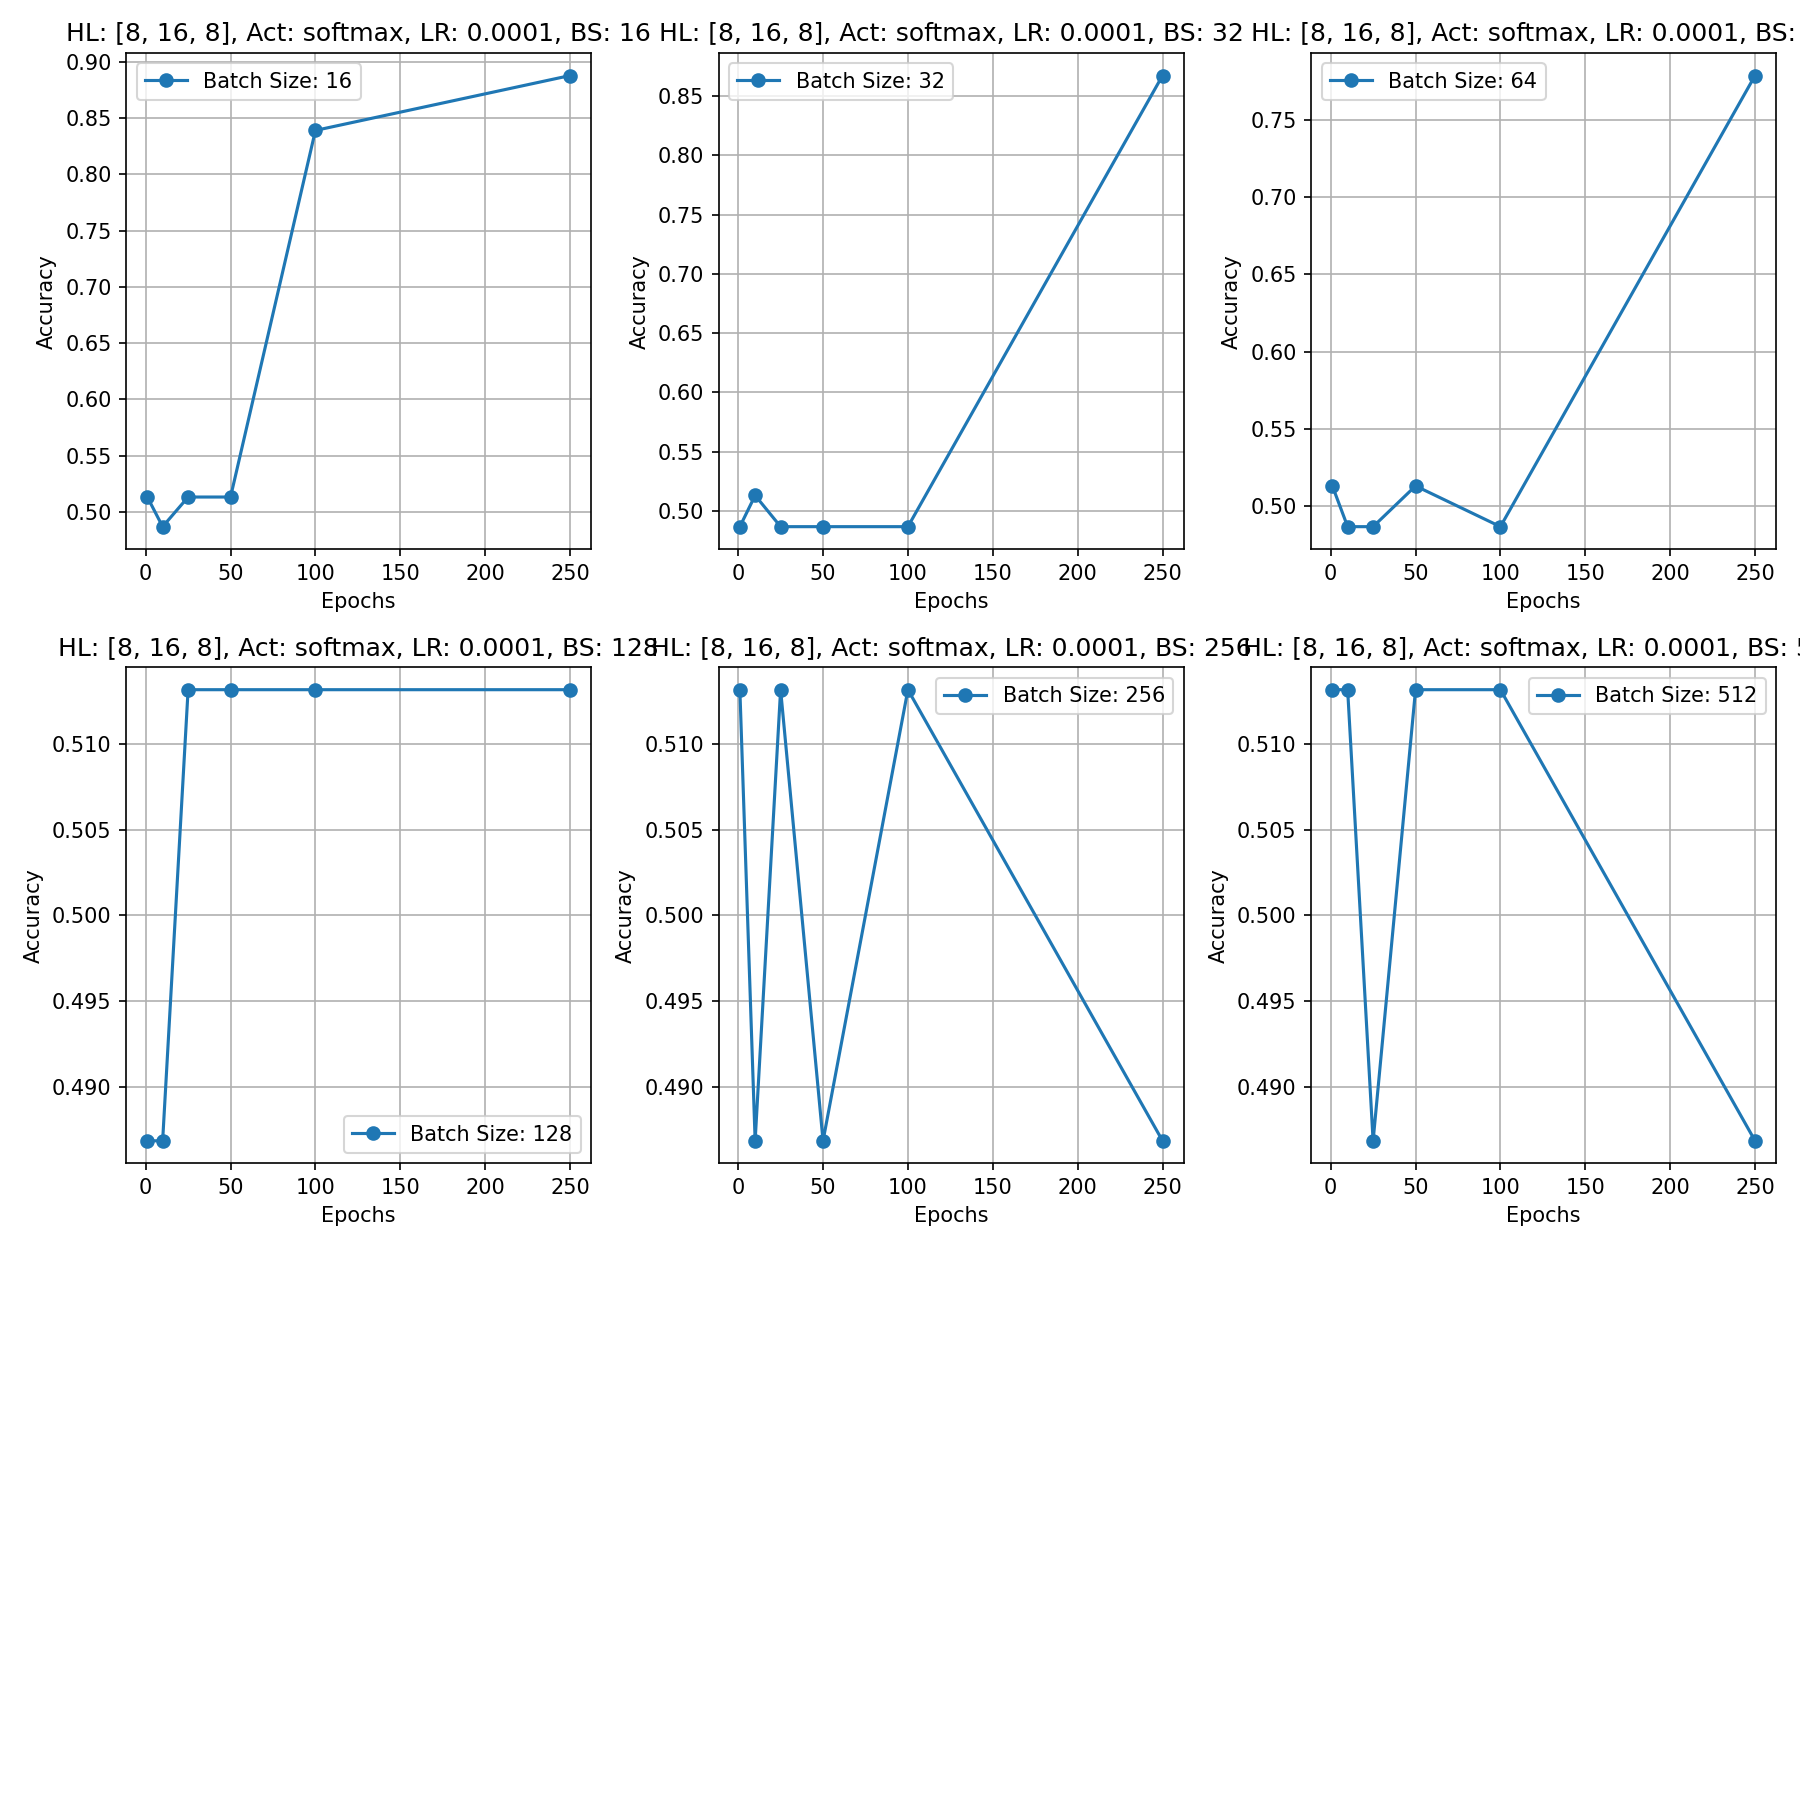 HL: [8, 16, 8], Act: softmax, LR: 0.0001, BS: 16
Batch Size: 16
0.90
0.85
0.80
0.75
0.70
0.65
0.60
0.55
0.50
Accuracy
0 50 100 150 200 250
Epochs
HL: [8, 16, 8], Act: softmax, LR: 0.0001, BS: 32
Batch Size: 32
0.85
0.80
0.75
0.70
0.65
0.60
0.55
0.50
Accuracy
0 50 100 150 200 250
Epochs
HL: [8, 16, 8], Act: softmax, LR: 0.0001, BS:
Batch Size: 64
0.75
0.70
0.65
0.60
0.55
0.50
Accuracy
0 50 100 150 200 250
Epochs
HL: [8, 16, 8], Act: softmax, LR: 0.0001, BS: 128
0.510
0.505
0.500
0.495
0.490
Accuracy
Batch Size: 128
0 50 100 150 200 250
Epochs
HL: [8, 16, 8], Act: softmax, LR: 0.0001, BS: 256
Batch Size: 256
0.510
0.505
0.500
0.495
0.490
Accuracy
0 50 100 150 200 250
Epochs
HL: [8, 16, 8], Act: softmax, LR: 0.0001, BS:
Batch Size: 512
0.510
0.505
0.500
0.495
0.490
Accuracy
0 50 100 150 200 250
Epochs